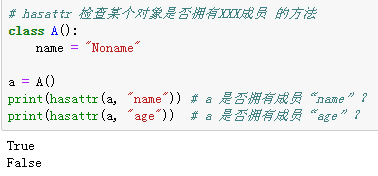 # hasattr 检查某个对象是否拥有XXX成员 的方法
class A():
    name = "Noname"

a = A()
print(hasattr(a, "name")) # a 是否拥有成员“name”?
print(hasattr(a, "age"))  # a 是否拥有成员“age”?
True
False